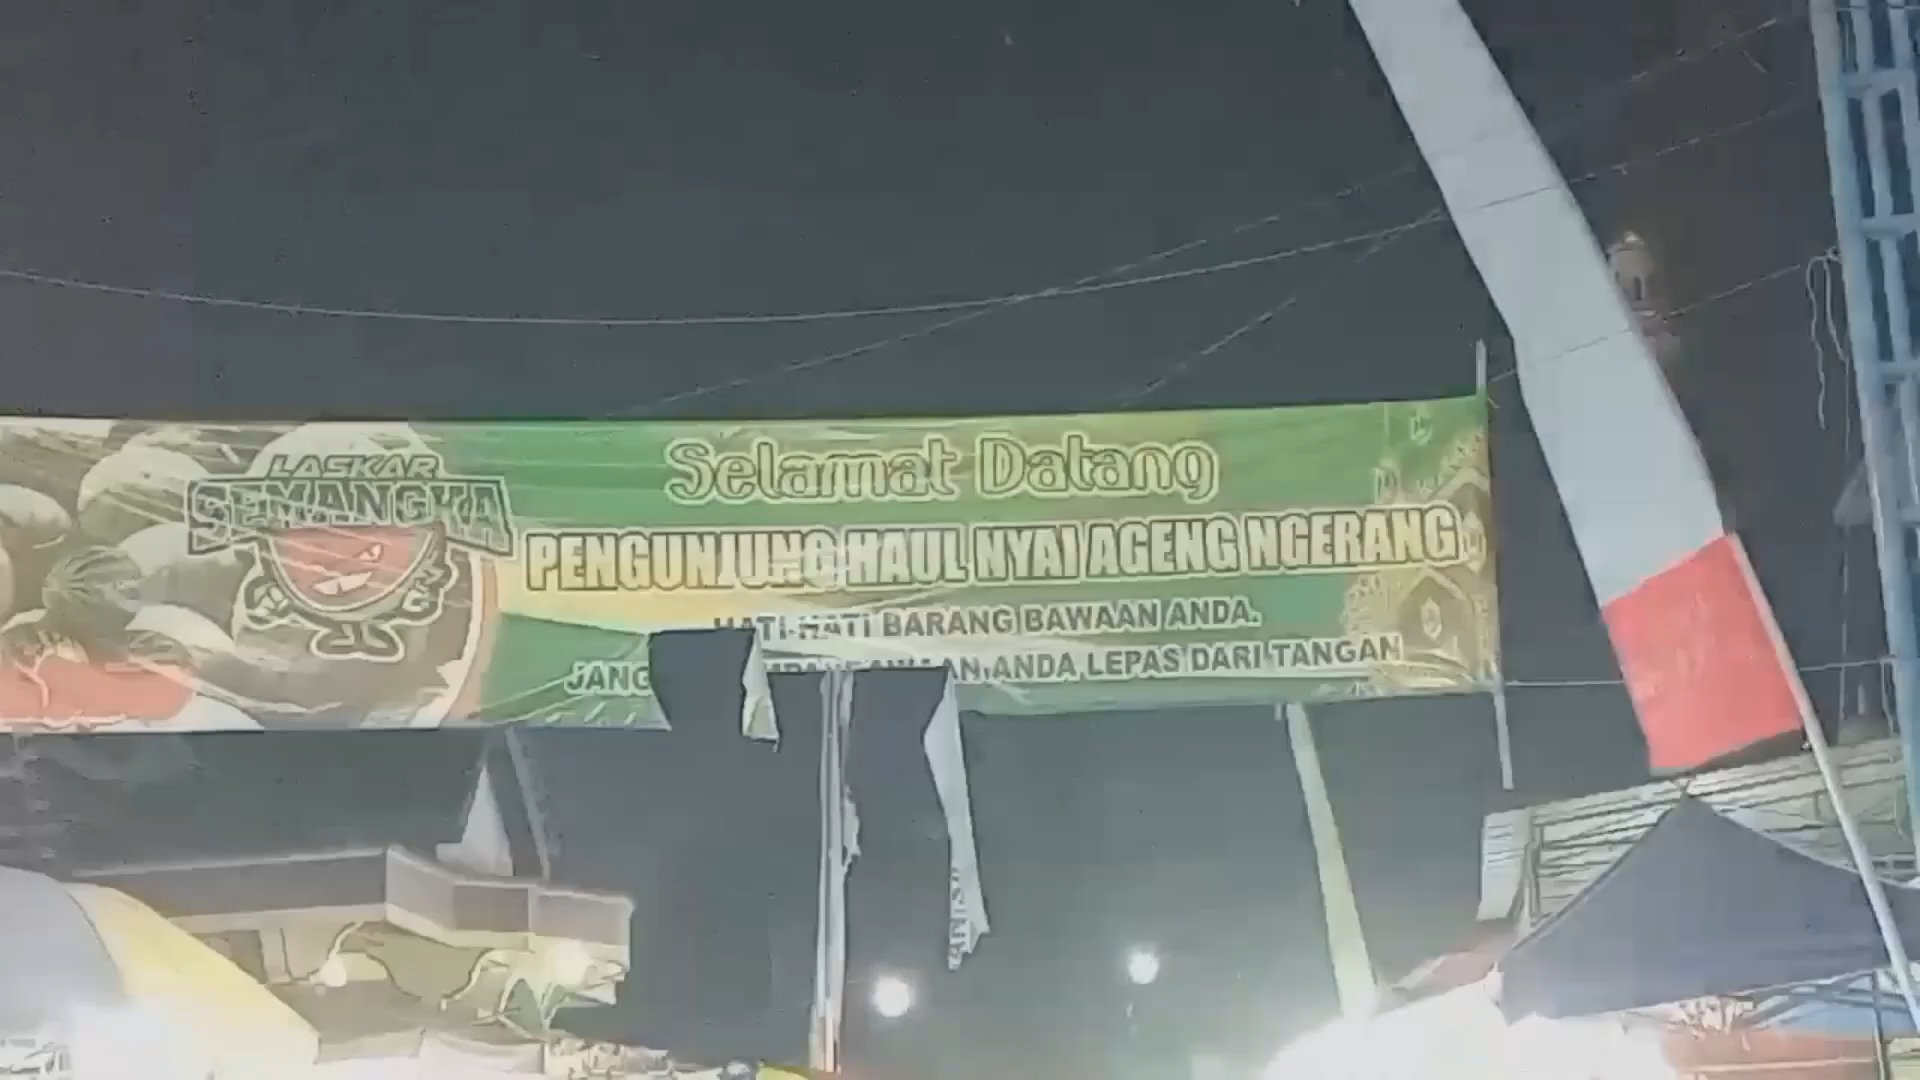 LASKAR
SEMANGKA
Selamat Datang
PENGUNJUNG HAUL NYAI AGENG NGERANG
HATI-HATI BARANG BAWAAN ANDA.
ANDA LEPAS DARI TANGAN